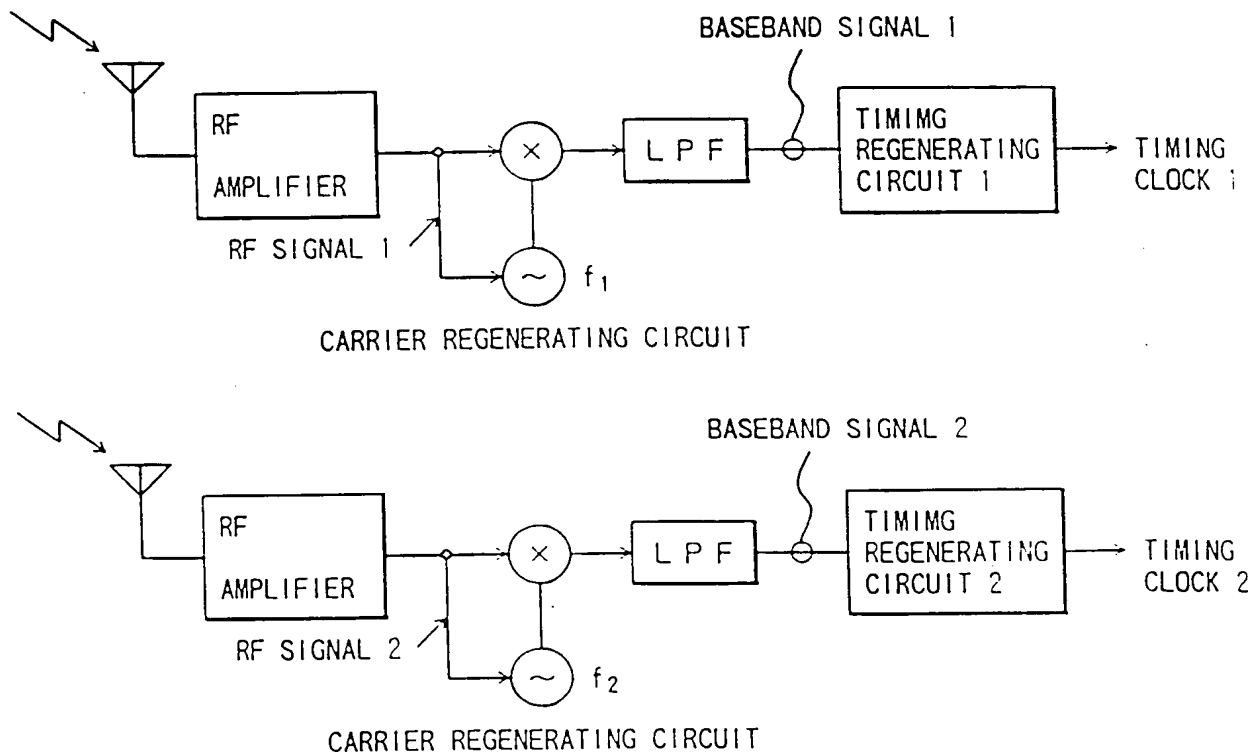 BASEBAND SIGNAL 1
RF
AMPLIFIER
×
LPF
TIMIMG
REGENERATING
CIRCUIT 1
TIMING
CLOCK 1
RF SIGNAL 1
~
f1
CARRIER REGENERATING CIRCUIT
BASEBAND SIGNAL 2
RF
AMPLIFIER
×
LPF
TIMIMG
REGENERATING
CIRCUIT 2
TIMING
CLOCK 2
RF SIGNAL 2
~
f2
CARRIER REGENERATING CIRCUIT